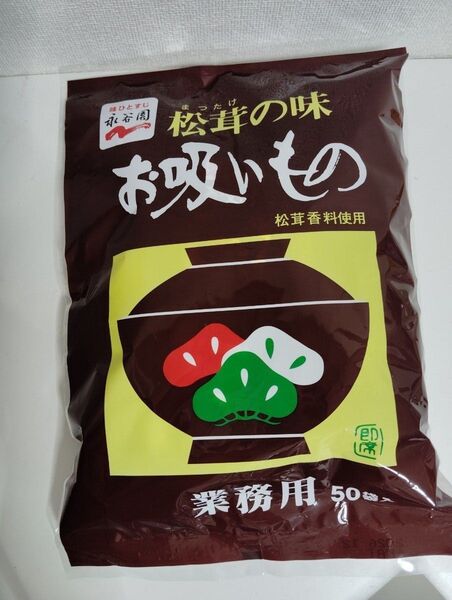 味ひとすじ
永谷園
まつたけ
松茸の味
お吸いもの
松茸香料使用
即席
業務用 50袋入